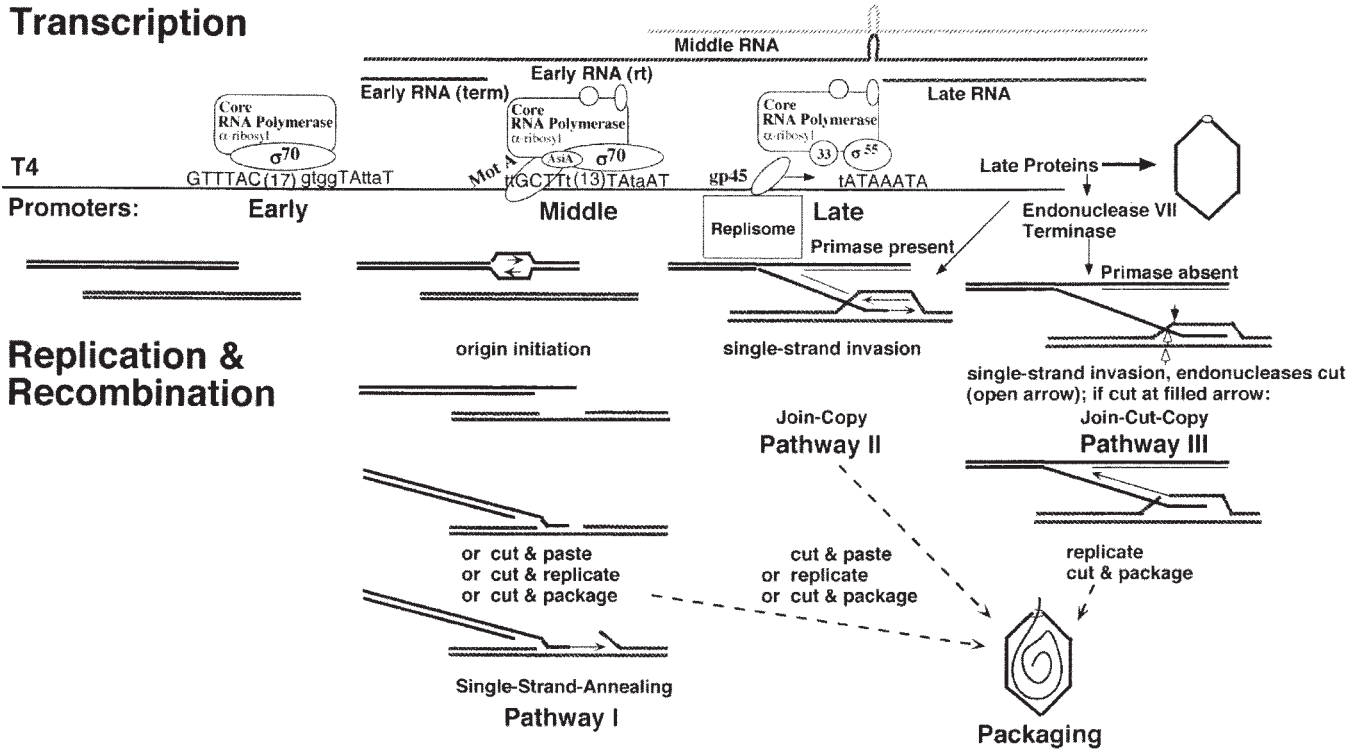 Transcription
Middle RNA
Early RNA (rt)
Early RNA (term)
Late RNA
Core
RNA Polymerase
α-ribosyl
σ70
Core
RNA Polymerase
α-ribosyl
Mot A
AsiA
σ70
Core
RNA Polymerase
α-ribosyl
33
σ55
T4
GTTTAC(17)gtggTAttaT
ttGCTTt(13)TAtaAT
gp45
tATAAATA
Late Proteins
Promoters:
Early
Middle
Late
Endonuclease VII
Terminase
Replisome
Primase present
Primase absent
Replication &
Recombination
origin initiation
single-strand invasion
single-strand invasion, endonucleases cut
(open arrow); if cut at filled arrow:
Join-Copy
Pathway II
Join-Cut-Copy
Pathway III
or cut & paste
or cut & replicate
or cut & package
cut & paste
or replicate
or cut & package
replicate
cut & package
Single-Strand-Annealing
Pathway I
Packaging